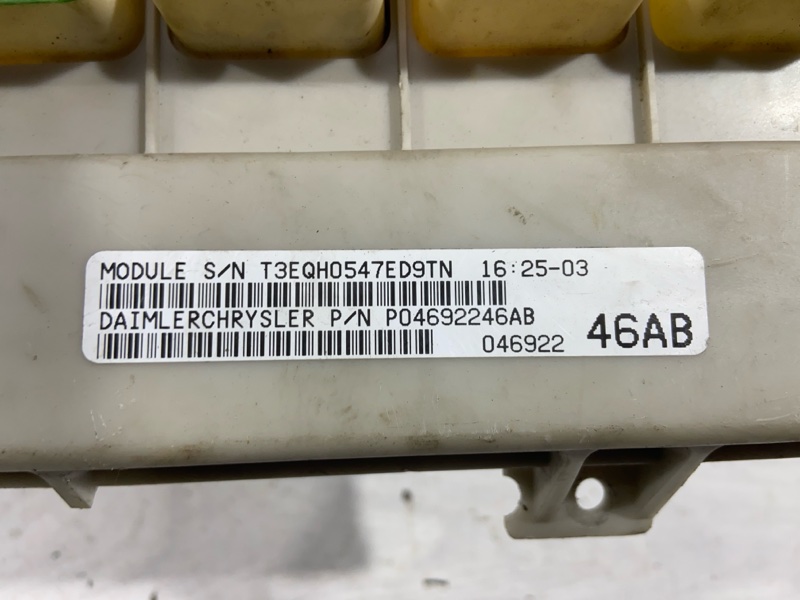 MODULE S/N T3EQH0547ED9TN 16:25-03
DAIMLERCHRYSLER P/N P04692246AB
046922 46AB